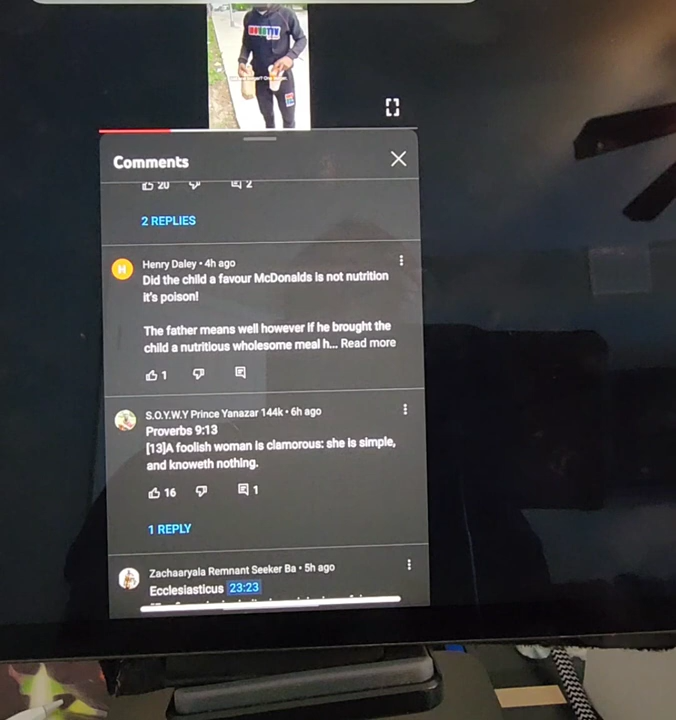 Comments
20 2
2 REPLIES
H
Henry Daley • 4h ago
Did the child a favour McDonalds is not nutrition
it's poison!
The father means well however if he brought the
child a nutritious wholesome meal h... Read more
1
S.O.Y.W.Y Prince Yanazar 144k • 6h ago
Proverbs 9:13
[13]A foolish woman is clamorous: she is simple,
and knoweth nothing.
16 1
1 REPLY
Zachaaryala Remnant Seeker Ba • 5h ago
Ecclesiasticus 23:23